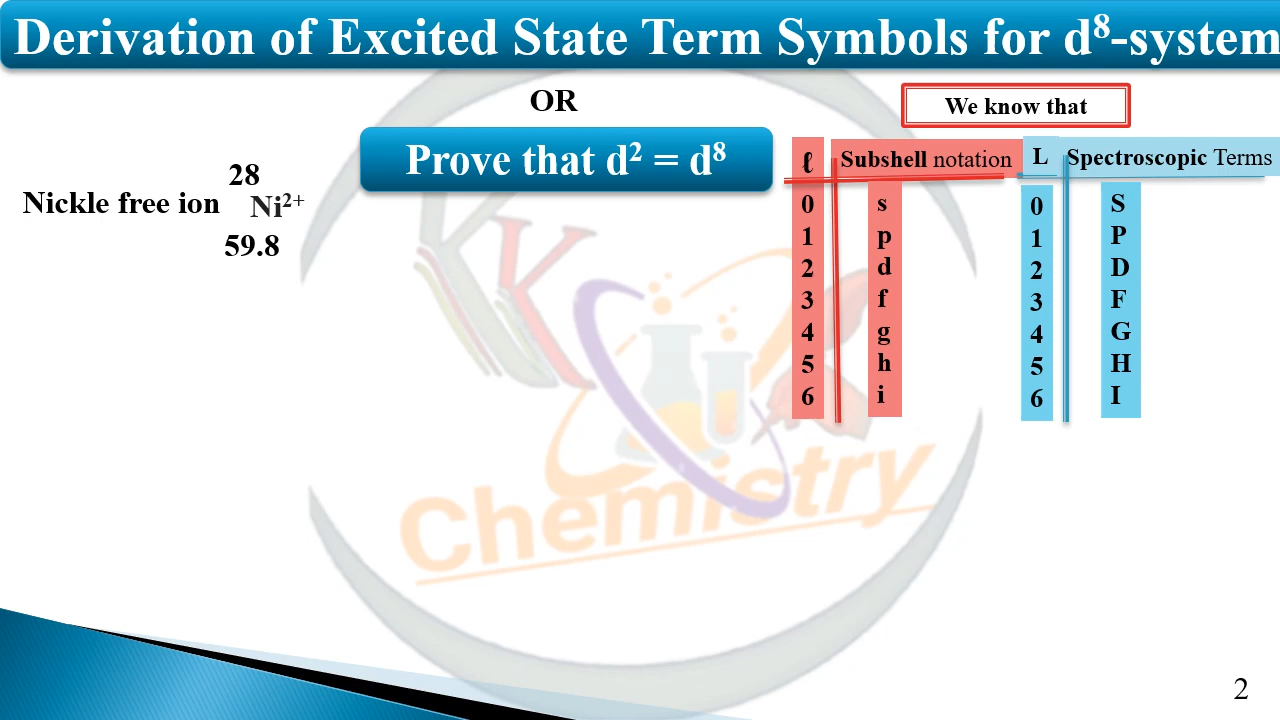 Derivation of Excited State Term Symbols for d⁸-system
OR
We know that
Prove that d² = d⁸
28
Nickle free ion Ni²⁺
59.8
ℓ Subshell notation L Spectroscopic Terms
0 s 0 S
1 p 1 P
2 d 2 D
3 f 3 F
4 g 4 G
5 h 5 H
6 i 6 I
KK
Chemistry
2